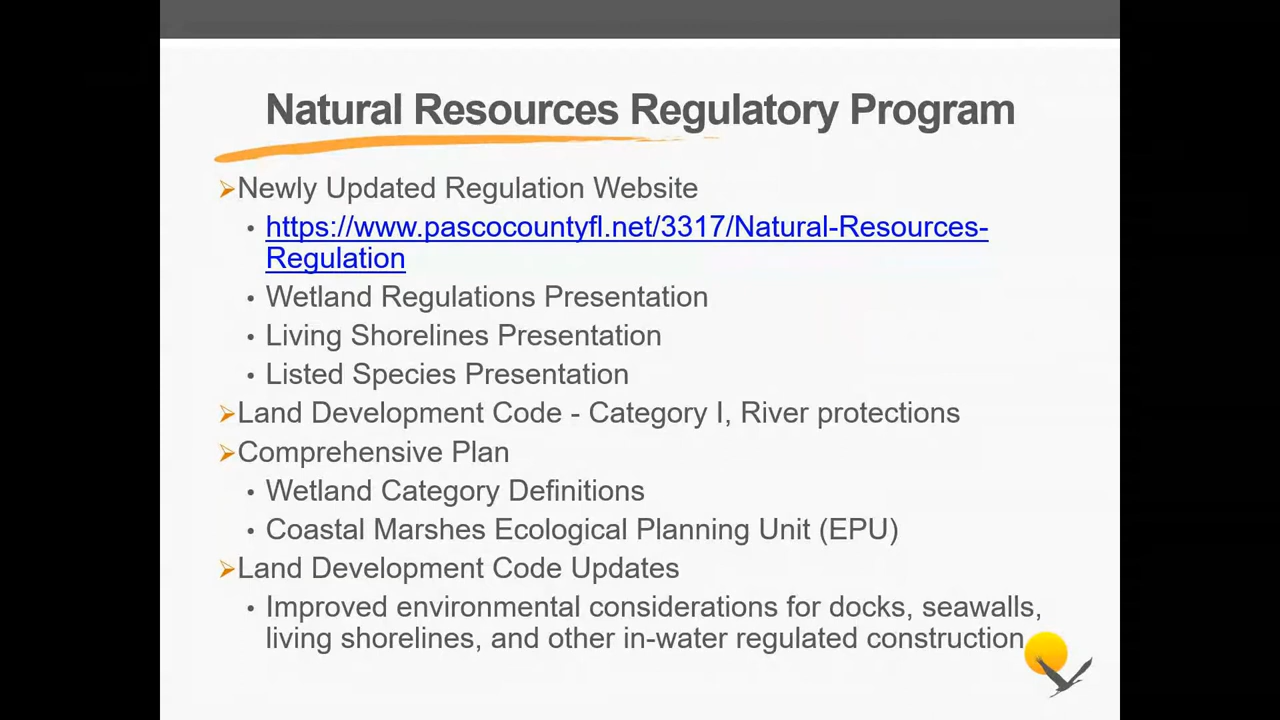 Natural Resources Regulatory Program
Newly Updated Regulation Website
https://www.pascocountyfl.net/3317/Natural-Resources-
Regulation
Wetland Regulations Presentation
Living Shorelines Presentation
Listed Species Presentation
Land Development Code - Category I, River protections
Comprehensive Plan
Wetland Category Definitions
Coastal Marshes Ecological Planning Unit (EPU)
Land Development Code Updates
Improved environmental considerations for docks, seawalls,
living shorelines, and other in-water regulated construction